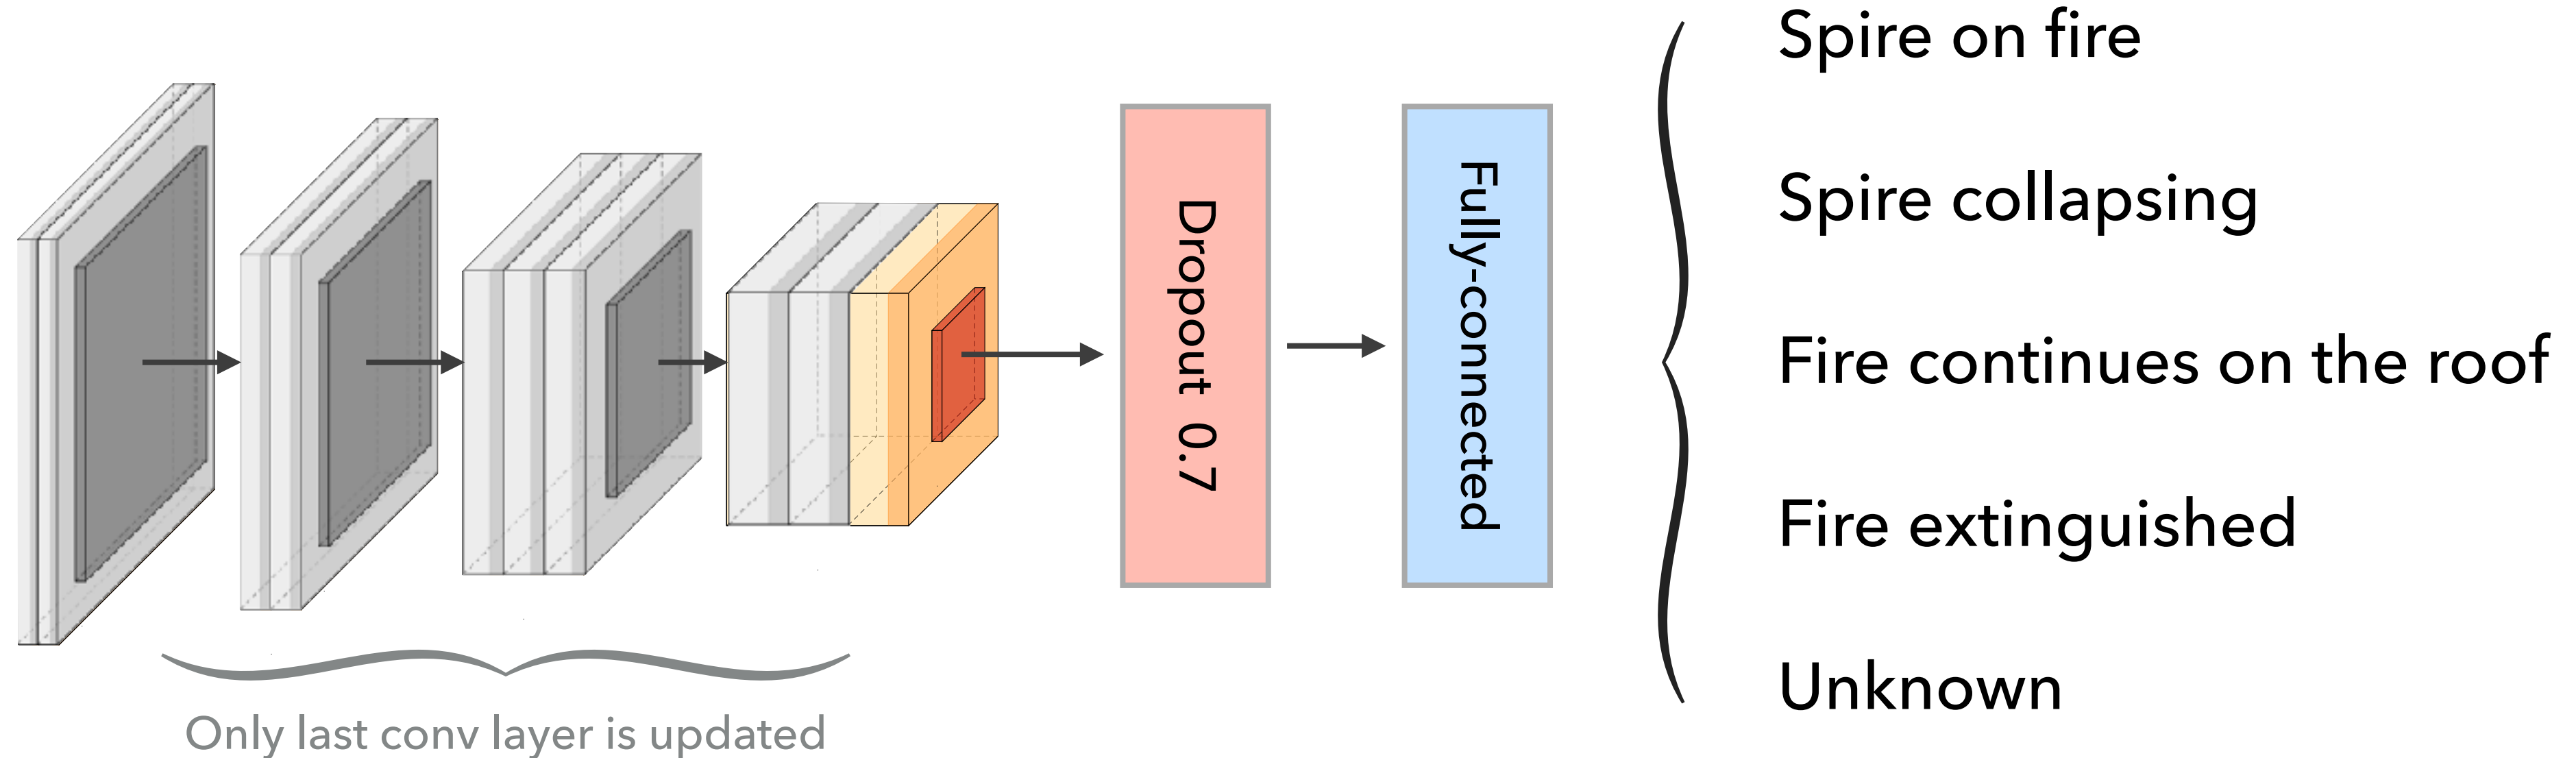 Spire on fire
Spire collapsing
Fire continues on the roof
Fire extinguished
Unknown
Dropout 0.7
Fully-connected
Only last conv layer is updated